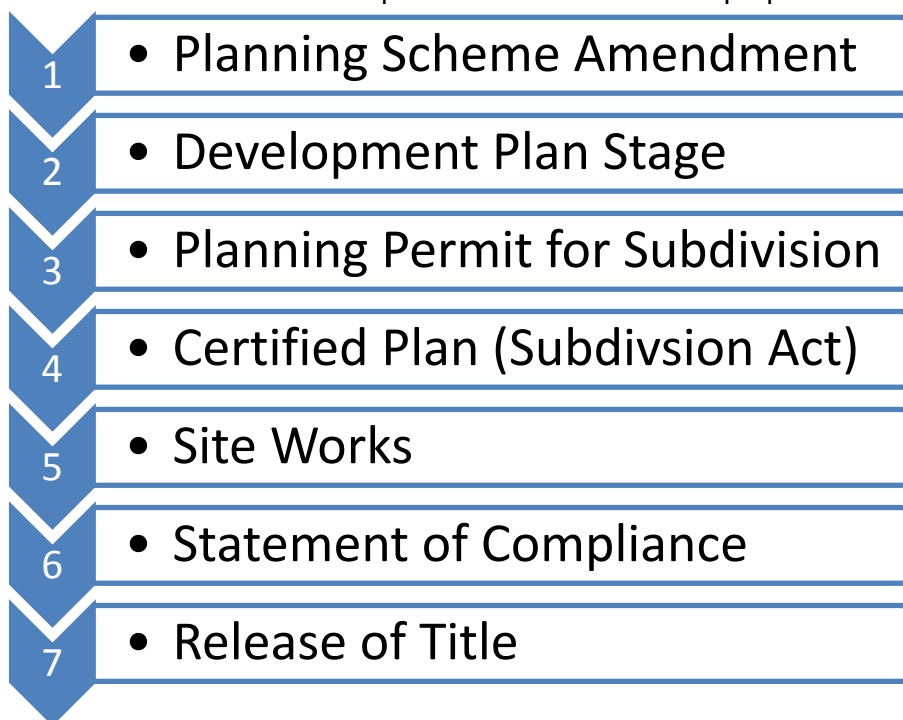 1
• Planning Scheme Amendment
2
• Development Plan Stage
3
• Planning Permit for Subdivision
4
• Certified Plan (Subdivsion Act)
5
• Site Works
6
• Statement of Compliance
7
• Release of Title